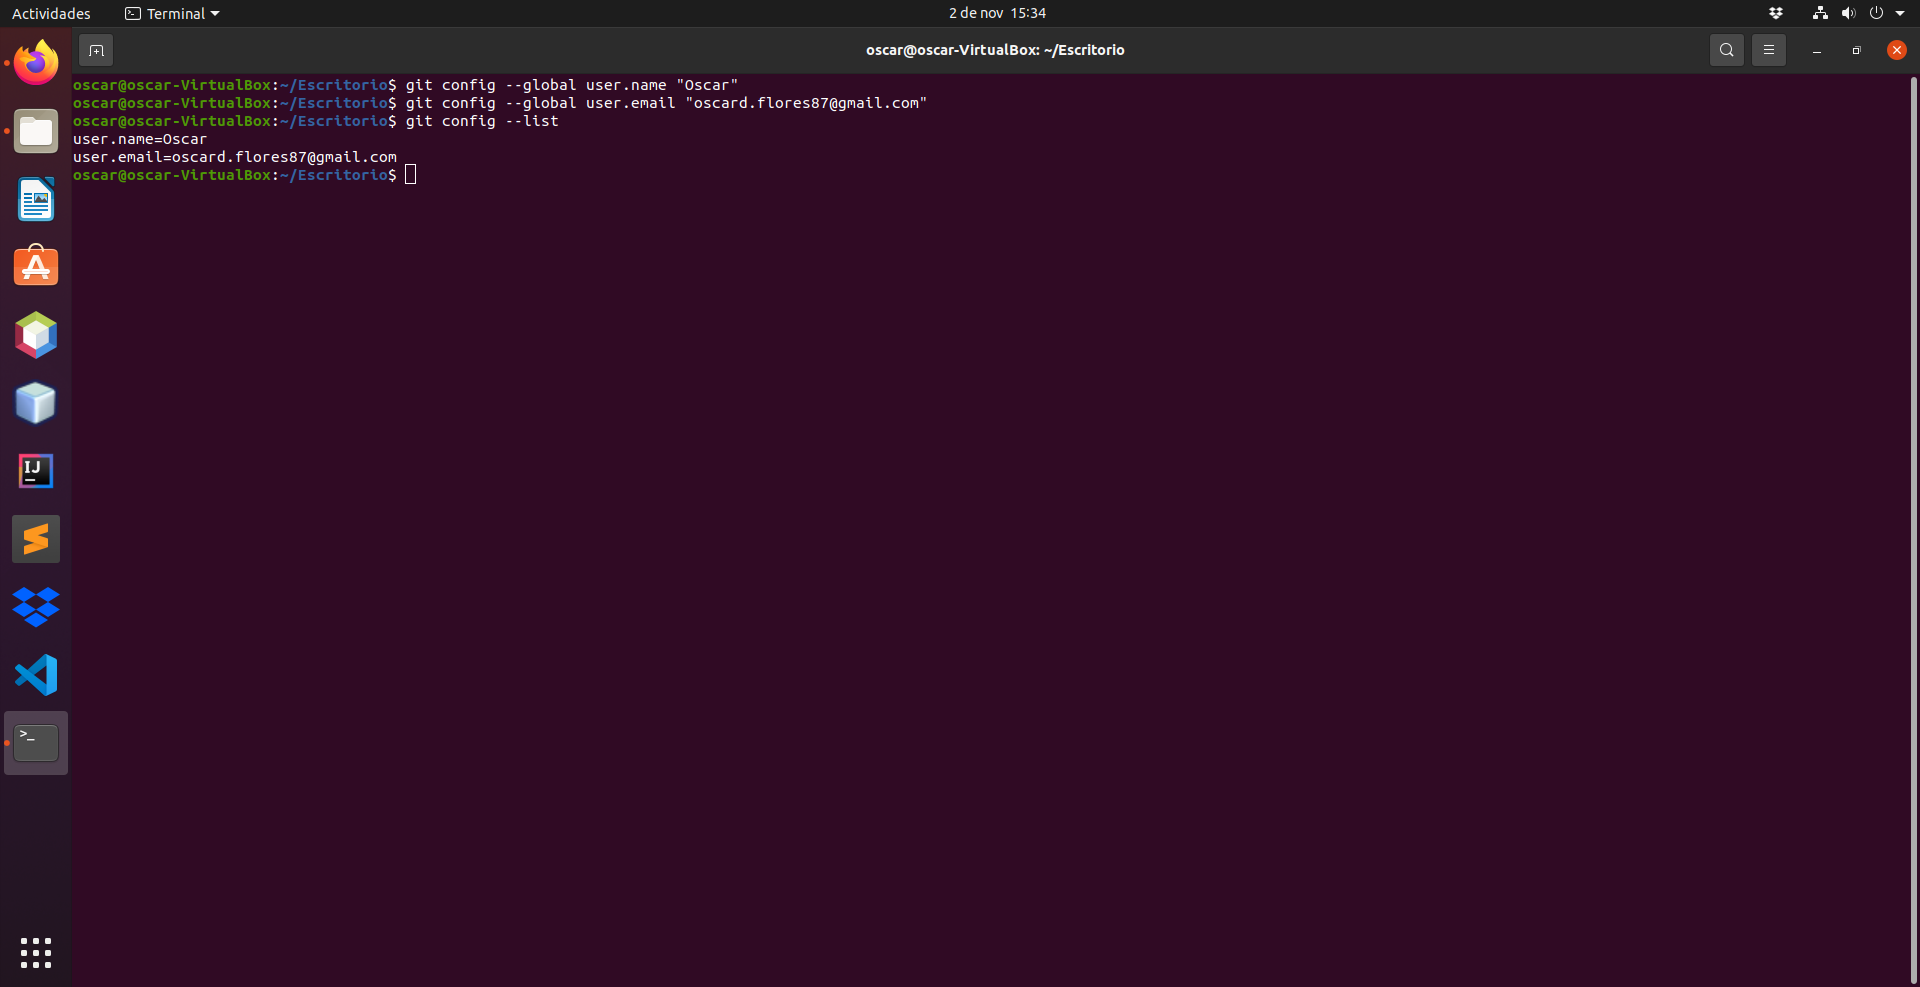 Actividades
Terminal
2 de nov 15:34
oscar@oscar-VirtualBox: ~/Escritorio
oscar@oscar-VirtualBox:~/Escritorio$ git config --global user.name "Oscar"
oscar@oscar-VirtualBox:~/Escritorio$ git config --global user.email "oscard.flores87@gmail.com"
oscar@oscar-VirtualBox:~/Escritorio$ git config --list
user.name=Oscar
user.email=oscard.flores87@gmail.com
oscar@oscar-VirtualBox:~/Escritorio$
IJ
>_